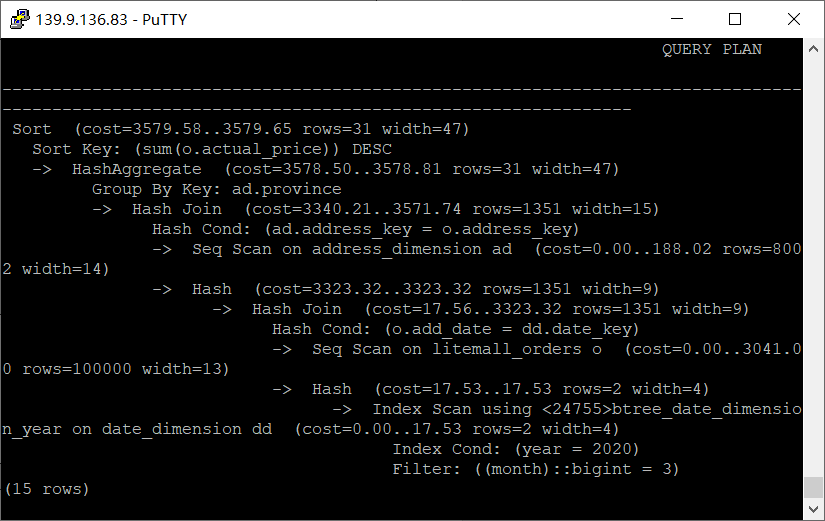 139.9.136.83 - PuTTY
QUERY PLAN
--------------------------------------------------------------------------------
---------------------------------------------------------------
Sort  (cost=3579.58..3579.65 rows=31 width=47)
Sort Key: (sum(o.actual_price)) DESC
->  HashAggregate  (cost=3578.50..3578.81 rows=31 width=47)
Group By Key: ad.province
->  Hash Join  (cost=3340.21..3571.74 rows=1351 width=15)
Hash Cond: (ad.address_key = o.address_key)
->  Seq Scan on address_dimension ad  (cost=0.00..188.02 rows=800
2 width=14)
->  Hash  (cost=3323.32..3323.32 rows=1351 width=9)
->  Hash Join  (cost=17.56..3323.32 rows=1351 width=9)
Hash Cond: (o.add_date = dd.date_key)
->  Seq Scan on litemall_orders o  (cost=0.00..3041.0
0 rows=100000 width=13)
->  Hash  (cost=17.53..17.53 rows=2 width=4)
->  Index Scan using <24755>btree_date_dimensio
n_year on date_dimension dd  (cost=0.00..17.53 rows=2 width=4)
Index Cond: (year = 2020)
Filter: ((month)::bigint = 3)
(15 rows)